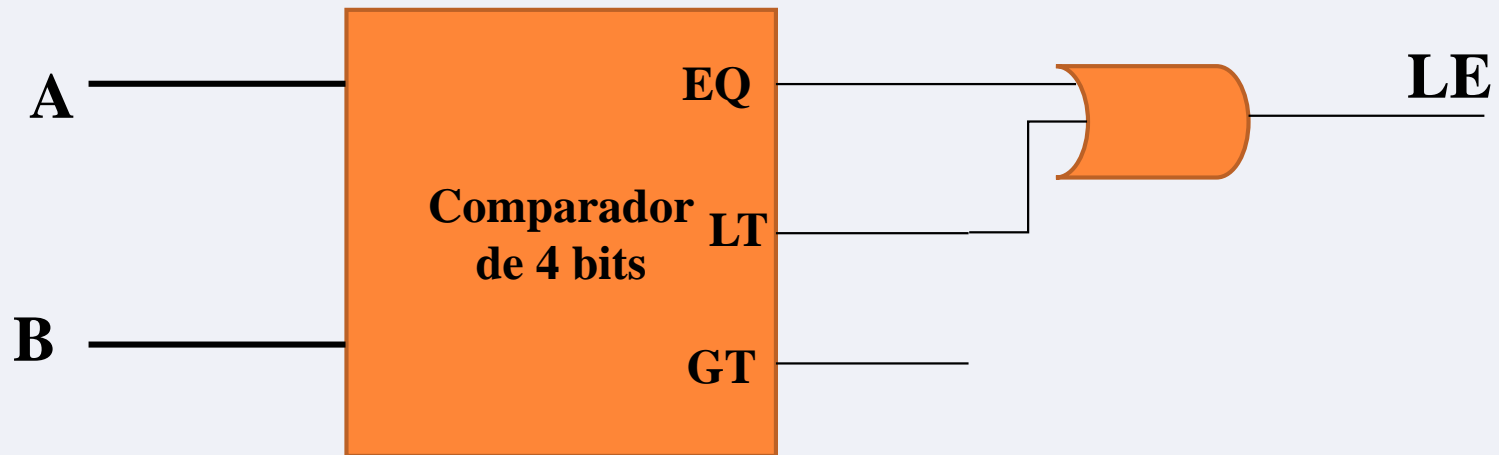 A
B
Comparador
de 4 bits
EQ
LT
GT
LE